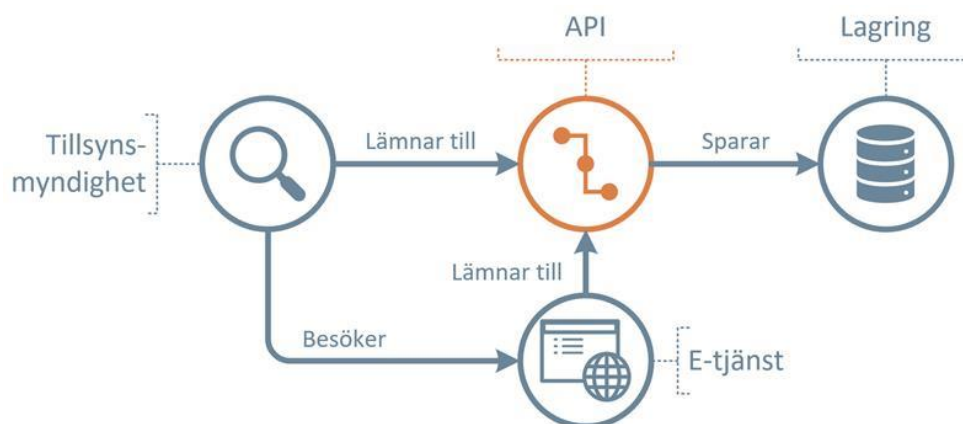 API
Lagring
Tillsyns-
myndighet
Lämnar till
Sparar
Lämnar till
Besöker
E-tjänst